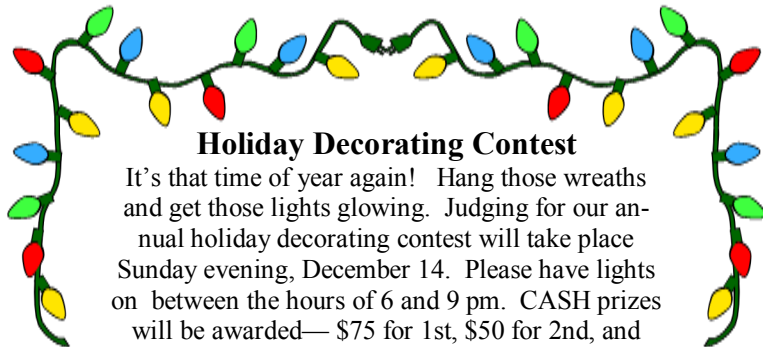 Holiday Decorating Contest
It’s that time of year again!   Hang those wreaths
and get those lights glowing.  Judging for our an-
nual holiday decorating contest will take place
Sunday evening, December 14.  Please have lights
on  between the hours of 6 and 9 pm.  CASH prizes
will be awarded— $75 for 1st, $50 for 2nd, and